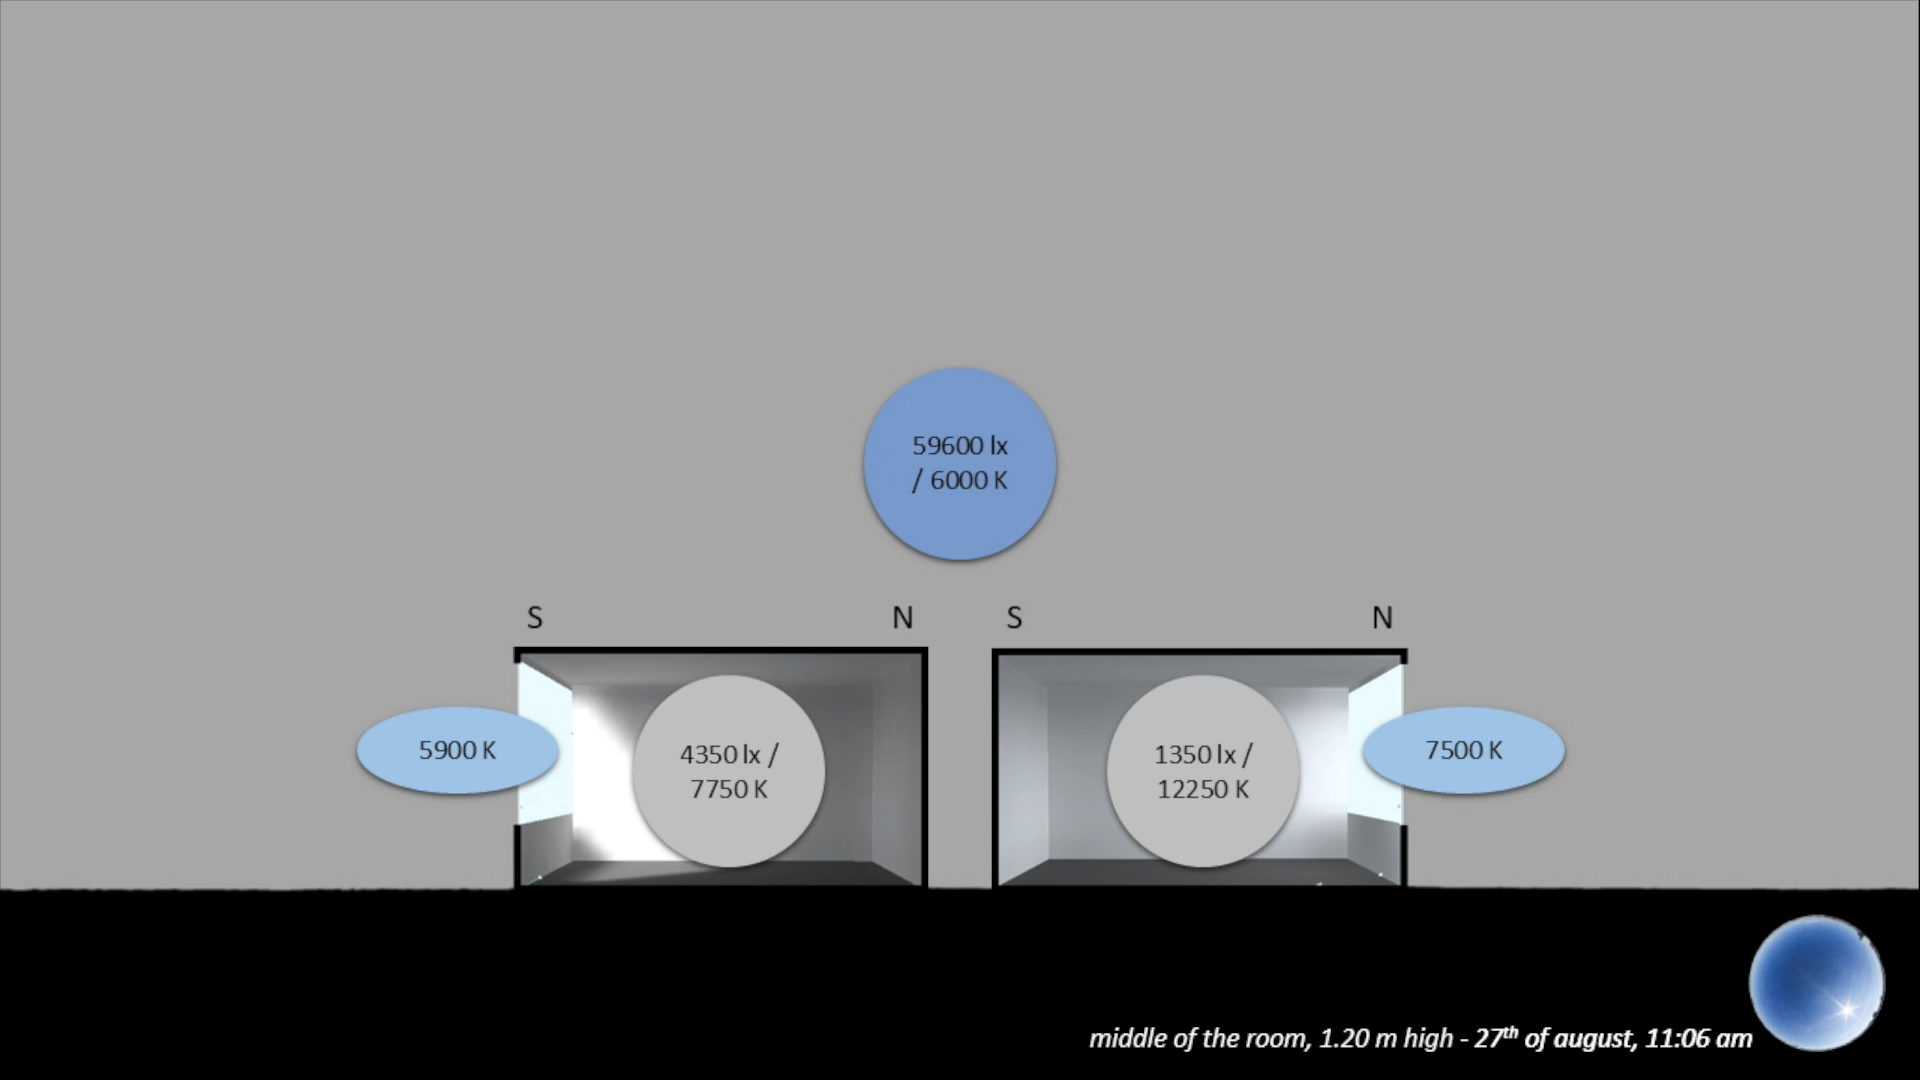 59600 lx
/ 6000 K
S
N
S
N
5900 K
4350 lx /
7750 K
1350 lx /
12250 K
7500 K
middle of the room, 1.20 m high - 27th of august, 11:06 am